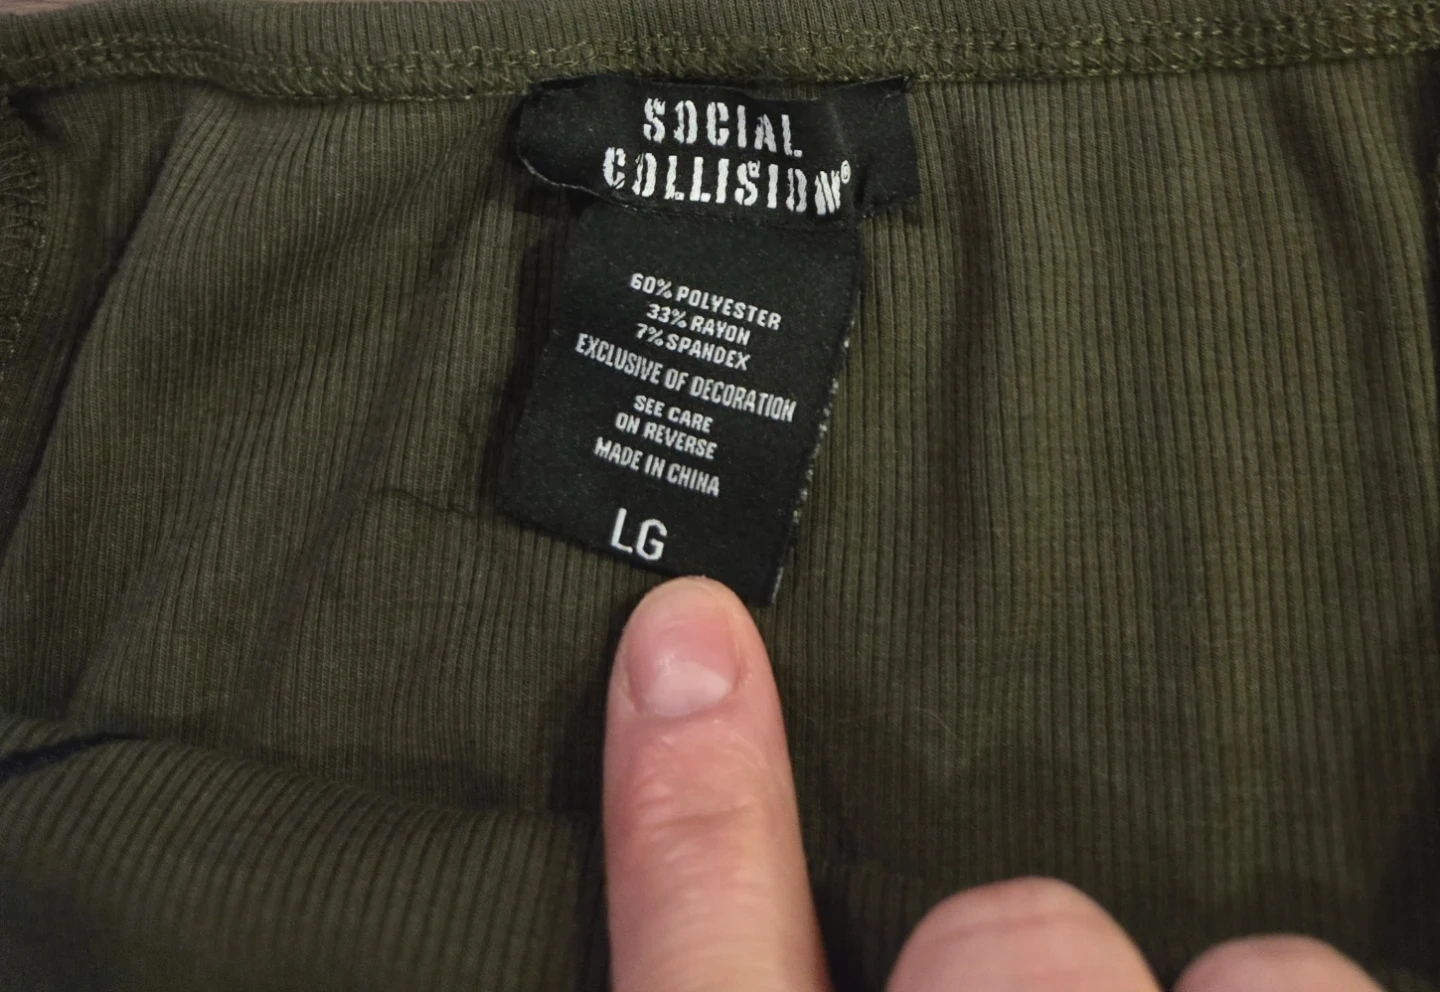 SOCIAL
COLLISION®
60% POLYESTER
33% RAYON
7% SPANDEX
EXCLUSIVE OF DECORATION
SEE CARE
ON REVERSE
MADE IN CHINA
LG